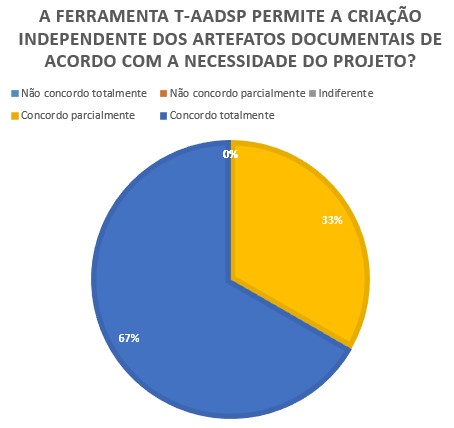 A FERRAMENTA T-AADSP PERMITE A CRIAÇÃO
INDEPENDENTE DOS ARTEFATOS DOCUMENTAIS DE
ACORDO COM A NECESSIDADE DO PROJETO?
Não concordo totalmente Não concordo parcialmente Indiferente
Concordo parcialmente Concordo totalmente
0%
33%
67%